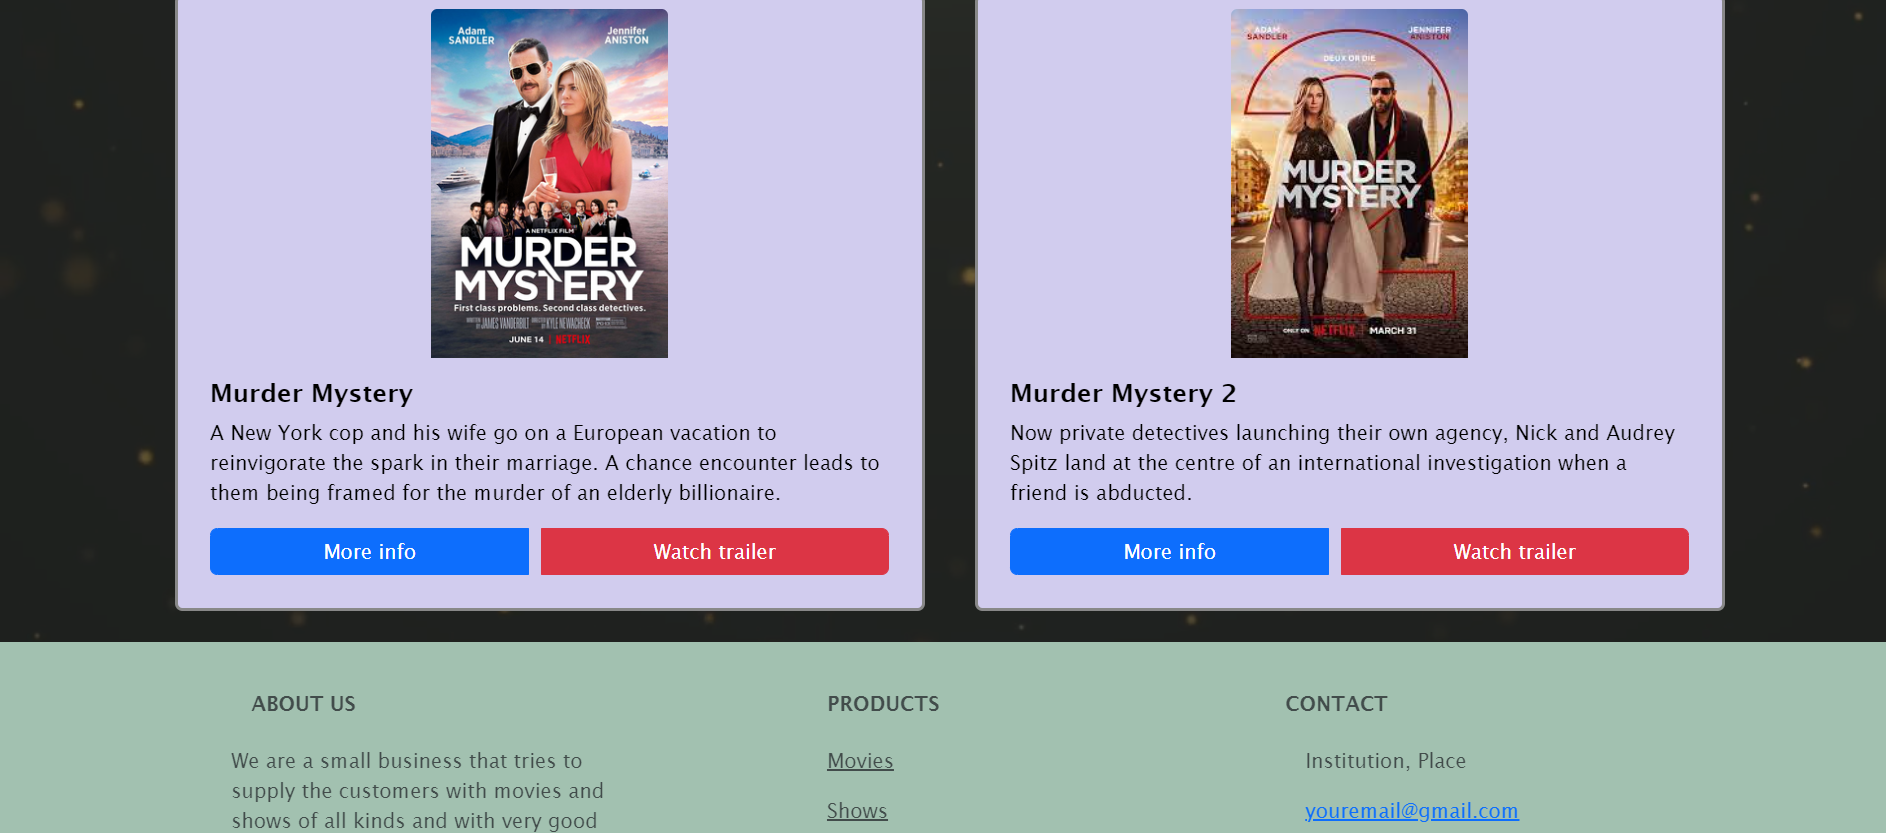 Adam SANDLER
Jennifer ANISTON
A NETFLIX FILM
MURDER
MYSTERY
First class problems. Second class detectives.
JAMES VANDERBILT
KYLE NEWACHECK
JUNE 14 | NETFLIX
ADAM SANDLER
JENNIFER ANISTON
DEUX OR DIE
2
MURDER
MYSTERY
ONLY ON NETFLIX | MARCH 31
Murder Mystery
A New York cop and his wife go on a European vacation to
reinvigorate the spark in their marriage. A chance encounter leads to
them being framed for the murder of an elderly billionaire.
More info
Watch trailer
Murder Mystery 2
Now private detectives launching their own agency, Nick and Audrey
Spitz land at the centre of an international investigation when a
friend is abducted.
More info
Watch trailer
ABOUT US
We are a small business that tries to
supply the customers with movies and
shows of all kinds and with very good
PRODUCTS
Movies
Shows
CONTACT
Institution, Place
youremail@gmail.com